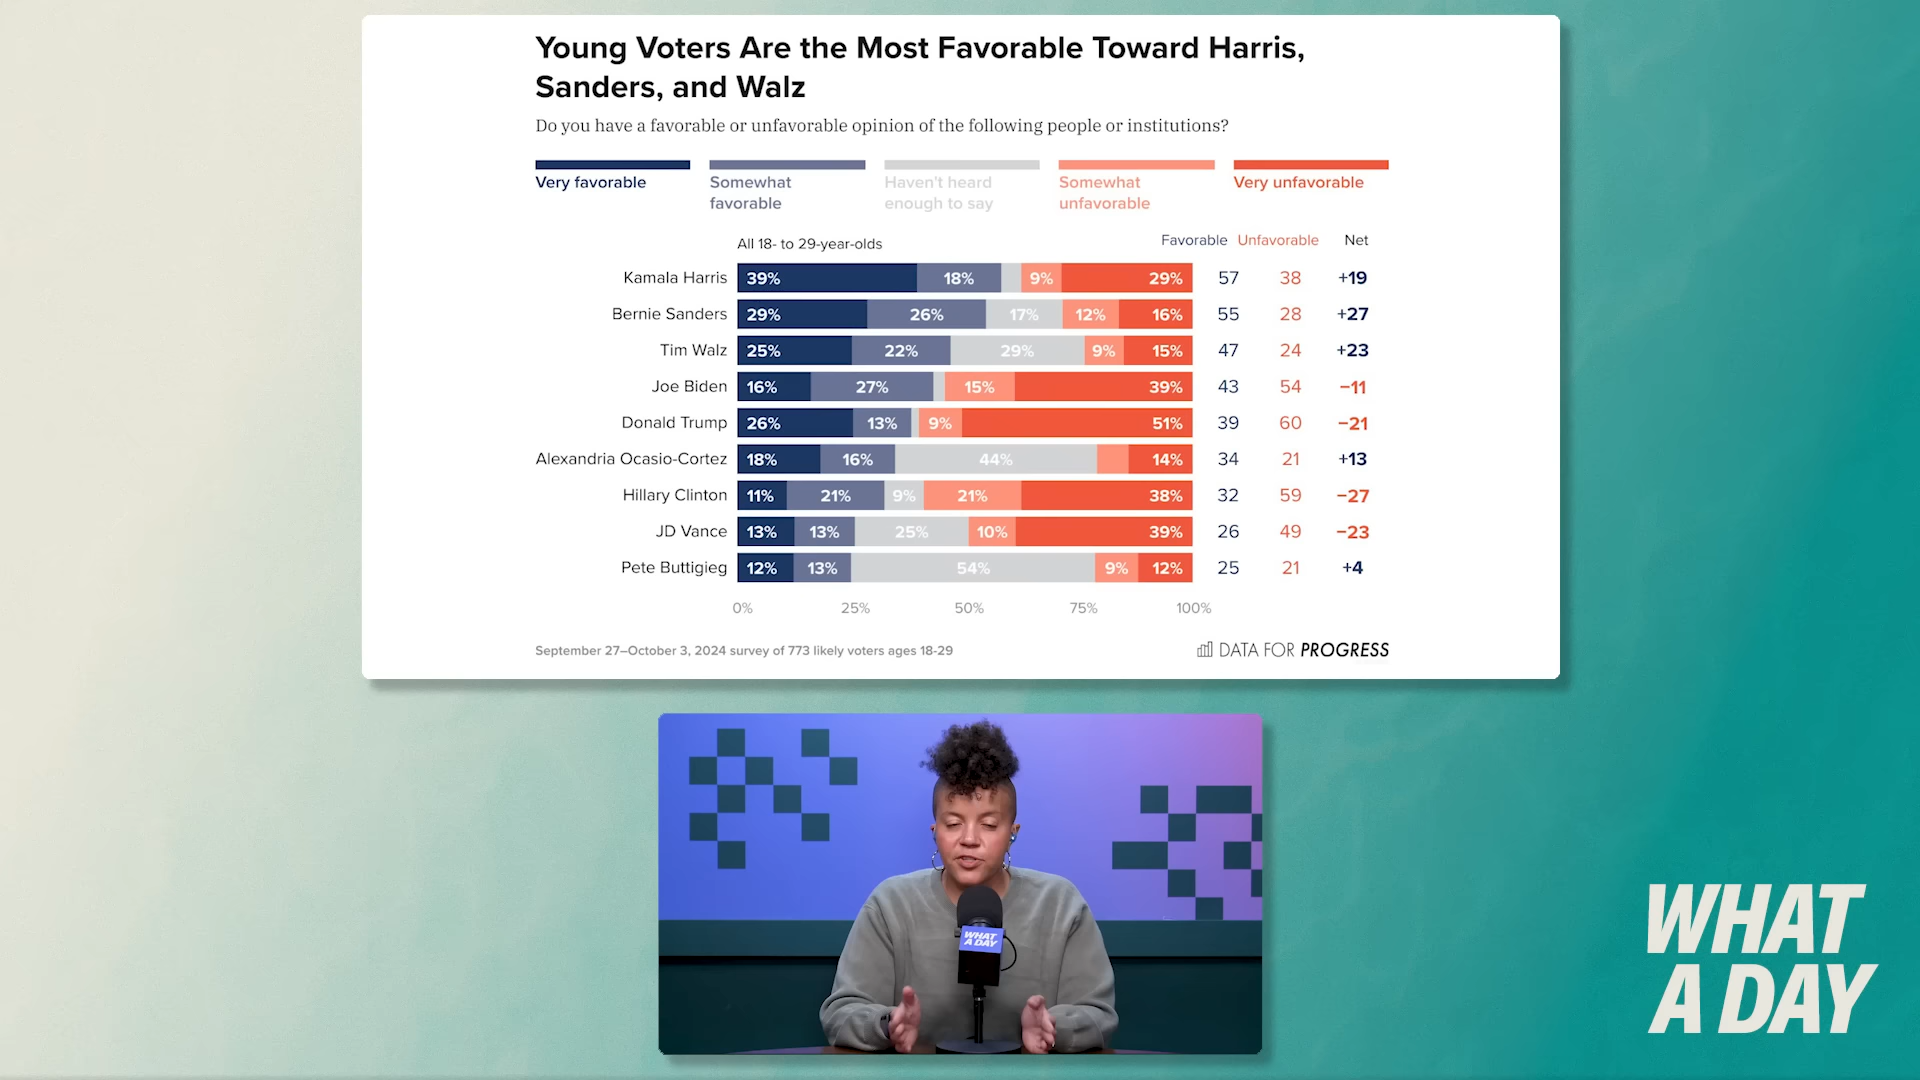 Young Voters Are the Most Favorable Toward Harris,
Sanders, and Walz
Do you have a favorable or unfavorable opinion of the following people or institutions?
Very favorable
Somewhat
favorable
Haven't heard
enough to say
Somewhat
unfavorable
Very unfavorable
All 18- to 29-year-olds
Favorable Unfavorable Net
Kamala Harris 39% 18% 9% 29% 57 38 +19
Bernie Sanders 29% 26% 17% 12% 16% 55 28 +27
Tim Walz 25% 22% 29% 9% 15% 47 24 +23
Joe Biden 16% 27% 15% 39% 43 54 −11
Donald Trump 26% 13% 9% 51% 39 60 −21
Alexandria Ocasio-Cortez 18% 16% 44% 14% 34 21 +13
Hillary Clinton 11% 21% 9% 21% 38% 32 59 −27
JD Vance 13% 13% 25% 10% 39% 26 49 −23
Pete Buttigieg 12% 13% 54% 9% 12% 25 21 +4
0% 25% 50% 75% 100%
September 27–October 3, 2024 survey of 773 likely voters ages 18-29
DATA FOR PROGRESS
WHAT
A DAY
WHAT
A DAY